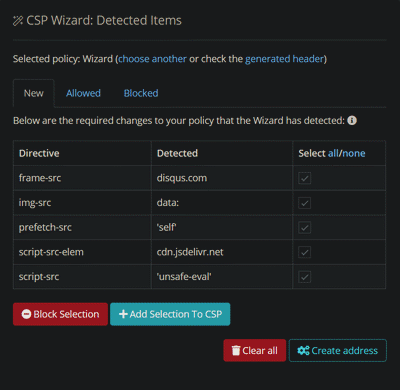 CSP Wizard: Detected Items
Selected policy: Wizard (choose another or check the generated header)
New Allowed Blocked
Below are the required changes to your policy that the Wizard has detected:
Directive Detected Select all/none
frame-src disqus.com
img-src data:
prefetch-src 'self'
script-src-elem cdn.jsdelivr.net
script-src 'unsafe-eval'
Block Selection Add Selection To CSP
Clear all Create address